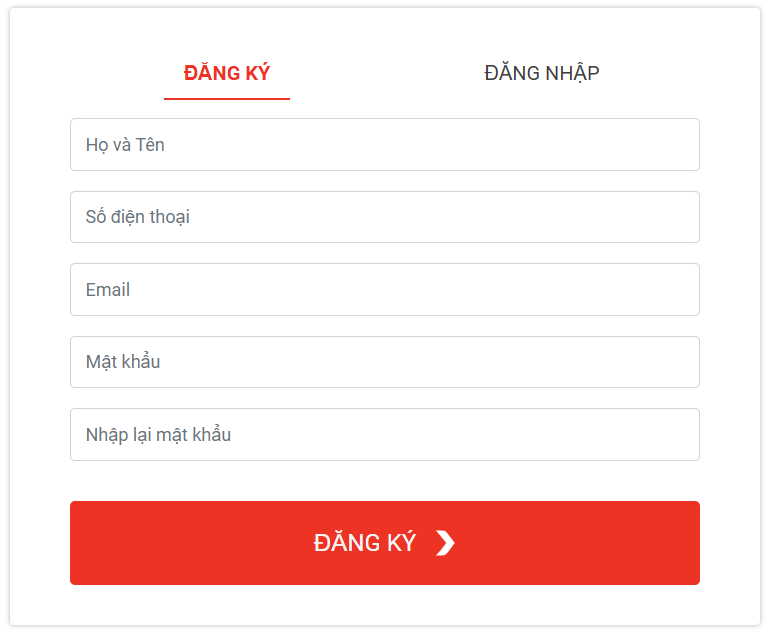 ĐĂNG KÝ ĐĂNG NHẬP
Họ và Tên
Số điện thoại
Email
Mật khẩu
Nhập lại mật khẩu
ĐĂNG KÝ